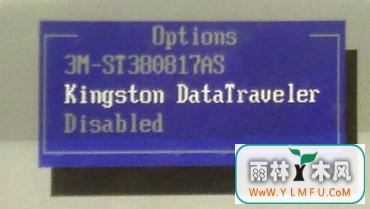 Options
3M-ST380817AS
Kingston DataTraveler
Disabled
雨林木风
WWW.YLMFU.COM